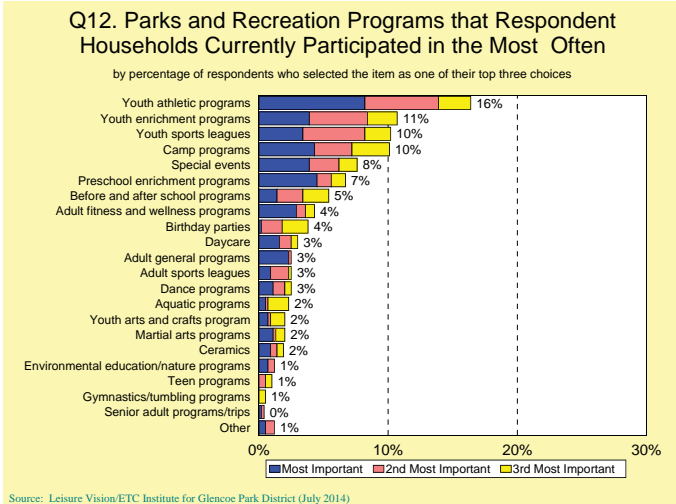 Q12. Parks and Recreation Programs that Respondent
Households Currently Participated in the Most  Often
by percentage of respondents who selected the item as one of their top three choices
Youth athletic programs 16%
Youth enrichment programs 11%
Youth sports leagues 10%
Camp programs 10%
Special events 8%
Preschool enrichment programs 7%
Before and after school programs 5%
Adult fitness and wellness programs 4%
Birthday parties 4%
Daycare 3%
Adult general programs 3%
Adult sports leagues 3%
Dance programs 3%
Aquatic programs 2%
Youth arts and crafts program 2%
Martial arts programs 2%
Ceramics 2%
Environmental education/nature programs 1%
Teen programs 1%
Gymnastics/tumbling programs 1%
Senior adult programs/trips 0%
Other 1%
0% 10% 20% 30%
Most Important 2nd Most Important 3rd Most Important
Source:  Leisure Vision/ETC Institute for Glencoe Park District (July 2014)